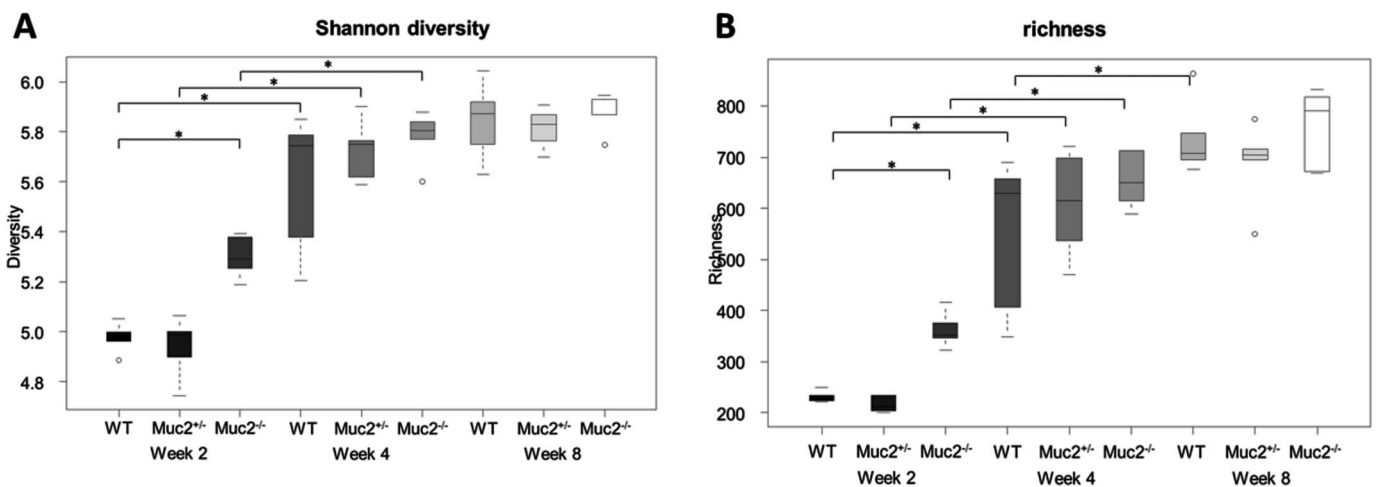 A
Shannon diversity
Diversity
6.0
5.8
5.6
5.4
5.2
5.0
4.8
*
*
*
*
WT Muc2+/- Muc2-/- WT Muc2+/- Muc2-/- WT Muc2+/- Muc2-/-
Week 2 Week 4 Week 8
B
richness
Richness
800
700
600
500
400
300
200
*
*
*
*
*
WT Muc2+/- Muc2-/- WT Muc2+/- Muc2-/- WT Muc2+/- Muc2-/-
Week 2 Week 4 Week 8